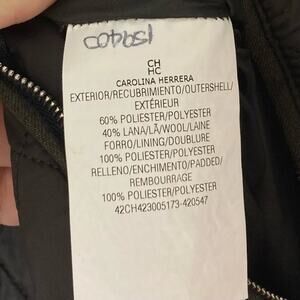 CH
HC
CAROLINA HERRERA
EXTERIOR/RECUBRIMIENTO/OUTERSHELL/
EXTÉRIEUR
60% POLIESTER/POLYESTER
40% LANA/LÃ/WOOL/LAINE
FORRO/LINING/DOUBLURE
100% POLIESTER/POLYESTER
RELLENO/ENCHIMENTO/PADDED/
REMBOURRAGE
100% POLIESTER/POLYESTER
42CH423005173-420547